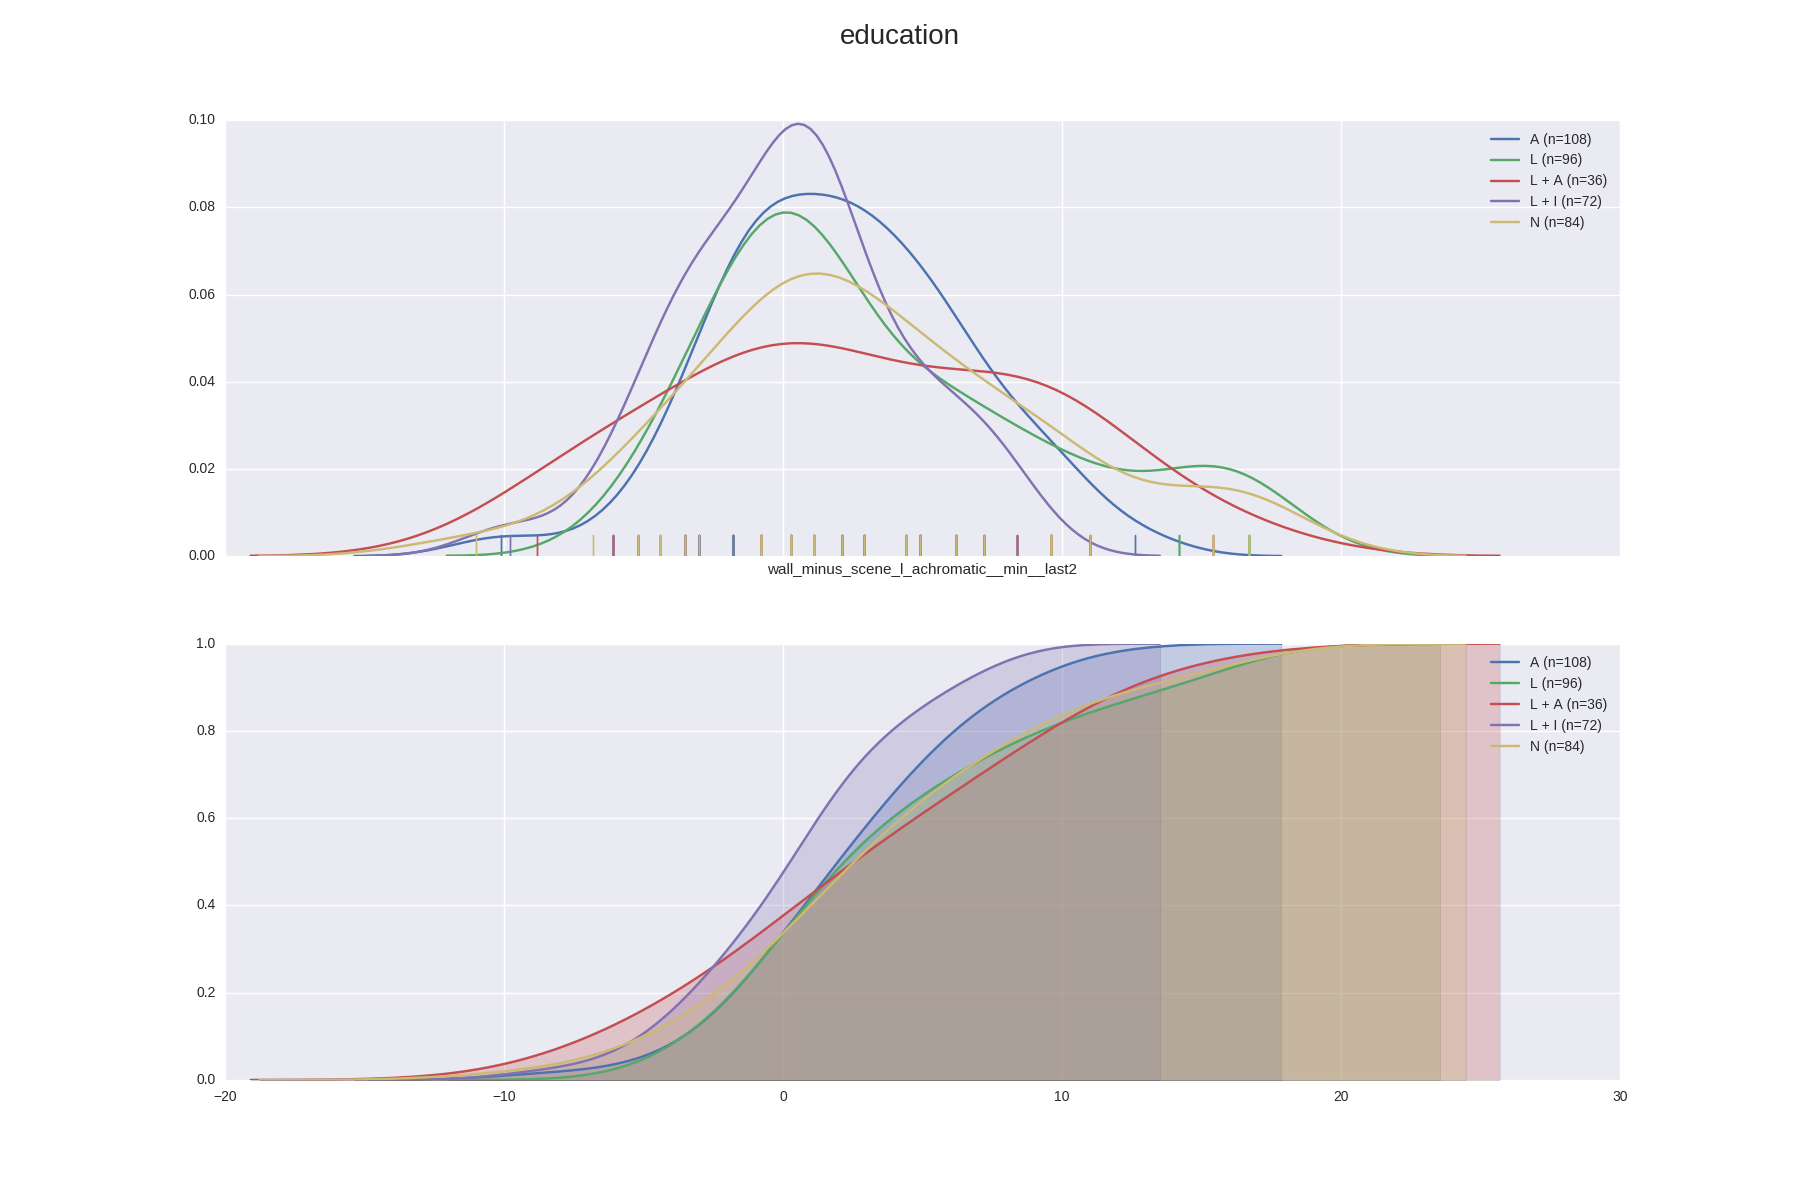 education
0.10
0.08
0.06
0.04
0.02
0.00
A (n=108)
L (n=96)
L + A (n=36)
L + I (n=72)
N (n=84)
wall_minus_scene_l_achromatic__min__last2
1.0
0.8
0.6
0.4
0.2
0.0
A (n=108)
L (n=96)
L + A (n=36)
L + I (n=72)
N (n=84)
−20 −10 0 10 20 30